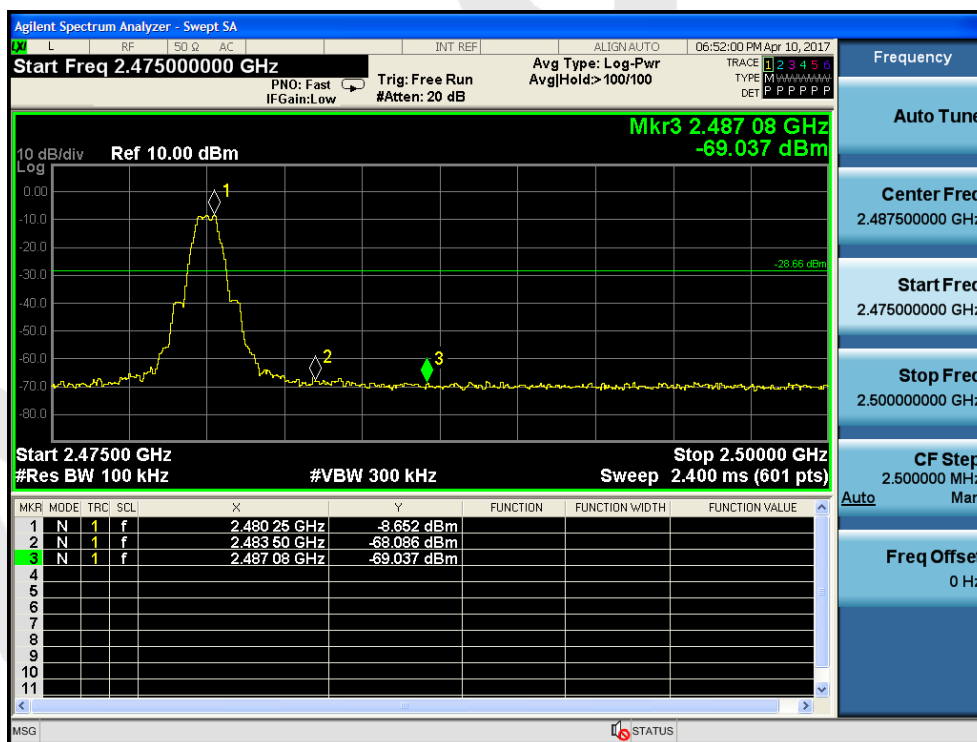 Agilent Spectrum Analyzer - Swept SA
LXI L RF 50 Ω AC INT REF ALIGN AUTO 06:52:00 PM Apr 10, 2017
Start Freq 2.475000000 GHz
PNO: Fast
IFGain:Low
Trig: Free Run
#Atten: 20 dB
Avg Type: Log-Pwr
Avg|Hold:>100/100
TRACE 1 2 3 4 5 6
TYPE M
DET P P P P P P
Mkr3 2.487 08 GHz
-69.037 dBm
10 dB/div Ref 10.00 dBm
Log
0.00
-10.0
-20.0
-30.0
-40.0
-50.0
-60.0
-70.0
-80.0
1
2
3
-28.66 dBm
Start 2.47500 GHz Stop 2.50000 GHz
#Res BW 100 kHz #VBW 300 kHz Sweep 2.400 ms (601 pts)
MKR MODE TRC SCL X Y FUNCTION FUNCTION WIDTH FUNCTION VALUE
1 N 1 f 2.480 25 GHz -8.652 dBm
2 N 1 f 2.483 50 GHz -68.086 dBm
3 N 1 f 2.487 08 GHz -69.037 dBm
4
5
6
7
8
9
10
11
MSG STATUS
Frequency
Auto Tune
Center Freq
2.487500000 GHz
Start Freq
2.475000000 GHz
Stop Freq
2.500000000 GHz
CF Step
2.500000 MHz
Auto Man
Freq Offset
0 Hz